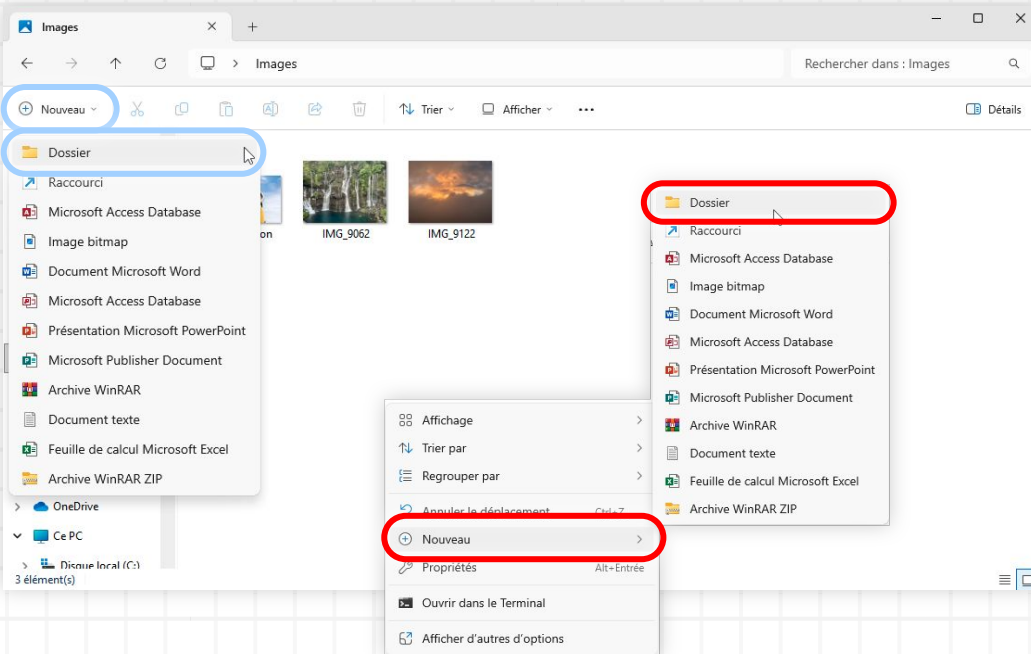 Images
Images
Rechercher dans : Images
Nouveau
Trier
Afficher
Détails
Dossier
Raccourci
Microsoft Access Database
Image bitmap
Document Microsoft Word
Microsoft Access Database
Présentation Microsoft PowerPoint
Microsoft Publisher Document
Archive WinRAR
Document texte
Feuille de calcul Microsoft Excel
Archive WinRAR ZIP
on
IMG_9062
IMG_9122
Dossier
Raccourci
Microsoft Access Database
Image bitmap
Document Microsoft Word
Microsoft Access Database
Présentation Microsoft PowerPoint
Microsoft Publisher Document
Archive WinRAR
Document texte
Feuille de calcul Microsoft Excel
Archive WinRAR ZIP
Affichage
Trier par
Regrouper par
Annuler le déplacement Ctrl+Z
Nouveau
Propriétés Alt+Entrée
Ouvrir dans le Terminal
Afficher d'autres d'options
OneDrive
Ce PC
Disque local (C:)
3 élément(s)